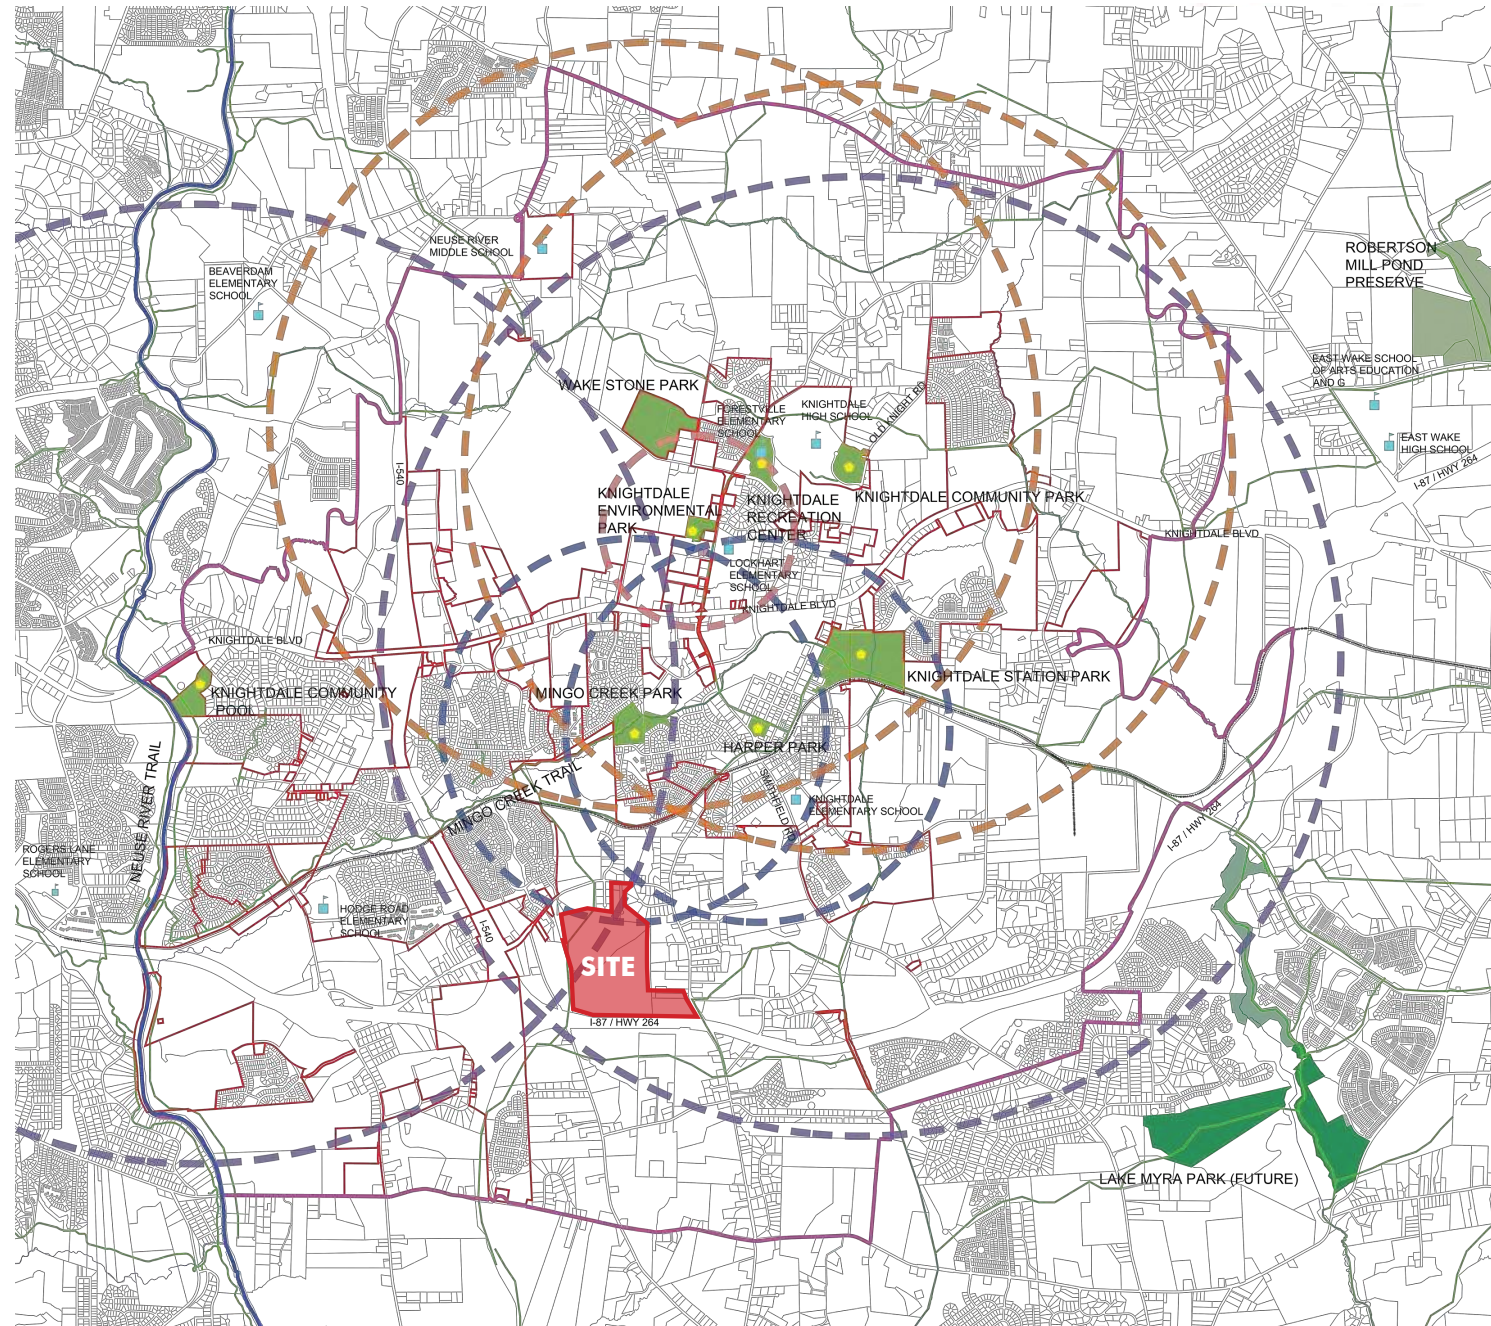 ROBERTSON
MILL POND
PRESERVE
NEUSE RIVER
MIDDLE SCHOOL
BEAVERDAM
ELEMENTARY
SCHOOL
EAST WAKE SCHOOL
OF ARTS EDUCATION
AND G
WAKE STONE PARK
FORESTVILLE
ELEMENTARY
SCHOOL
KNIGHTDALE
HIGH SCHOOL
OLD KNIGHT RD
EAST WAKE
HIGH SCHOOL
I-87 / HWY 264
I-540
KNIGHTDALE
ENVIRONMENTAL
PARK
KNIGHTDALE
RECREATION
CENTER
KNIGHTDALE COMMUNITY PARK
KNIGHTDALE BLVD
LOCKHART
ELEMENTARY
SCHOOL
KNIGHTDALE BLVD
KNIGHTDALE BLVD
KNIGHTDALE STATION PARK
KNIGHTDALE COMMUNITY
POOL
MINGO CREEK PARK
HARPER PARK
MINGO CREEK TRAIL
SMITHFIELD RD
KNIGHTDALE
ELEMENTARY SCHOOL
I-87 / HWY 264
NEUSE RIVER TRAIL
ROGERS LANE
ELEMENTARY
SCHOOL
HODGE ROAD
ELEMENTARY
SCHOOL
I-540
SITE
I-87 / HWY 264
LAKE MYRA PARK (FUTURE)